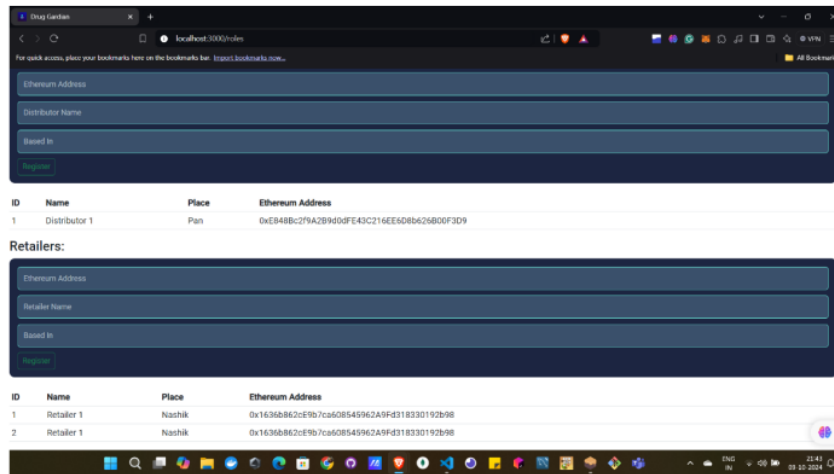 Drug Gardian
localhost:3000/roles
VPN
For quick access, place your bookmarks here on the bookmarks bar. Import bookmarks now...
All Bookmarks
Ethereum Address
Distributor Name
Based In
Register
ID Name Place Ethereum Address
1 Distributor 1 Pan 0xE848Bc2f9A2B9d0dFE43C216EE6D8b626B00F3D9
Retailers:
Ethereum Address
Retailer Name
Based In
Register
ID Name Place Ethereum Address
1 Retailer 1 Nashik 0x1636b862cE9b7ca608545962A9Fd318330192b98
2 Retailer 1 Nashik 0x1636b862cE9b7ca608545962A9Fd318330192b98
ENG 21:43
IN 09-10-2024